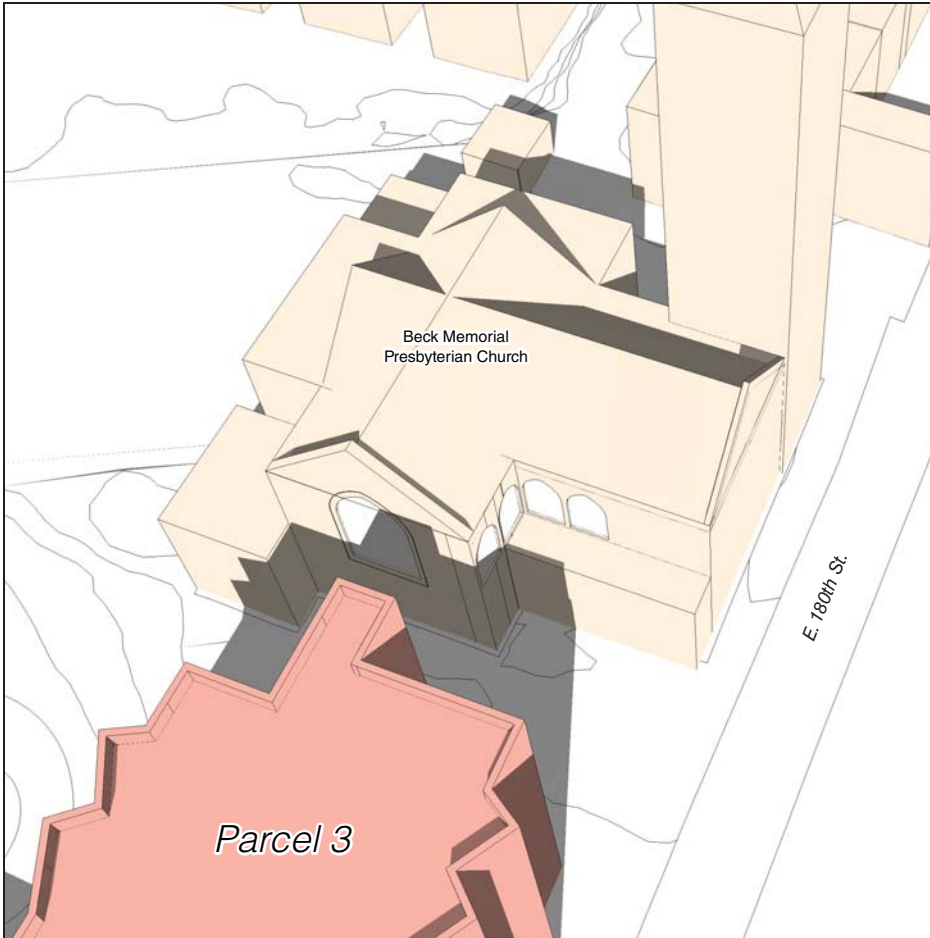 Beck Memorial
Presbyterian Church
E. 180th St.
Parcel 3